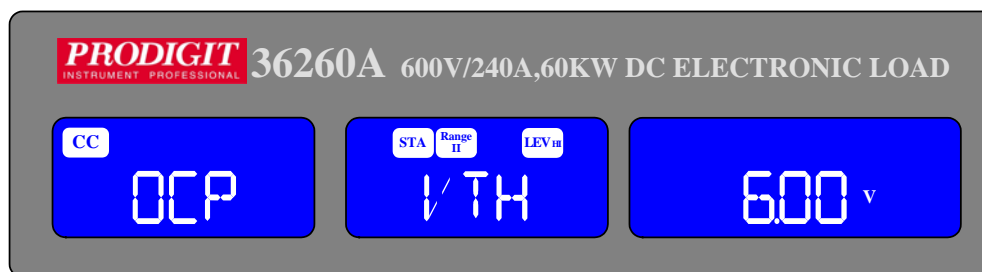 PRODIGIT
INSTRUMENT PROFESSIONAL
36260A 600V/240A,60KW DC ELECTRONIC LOAD
CC
STA Range II LEV HI
OCP VTH 6.00 V